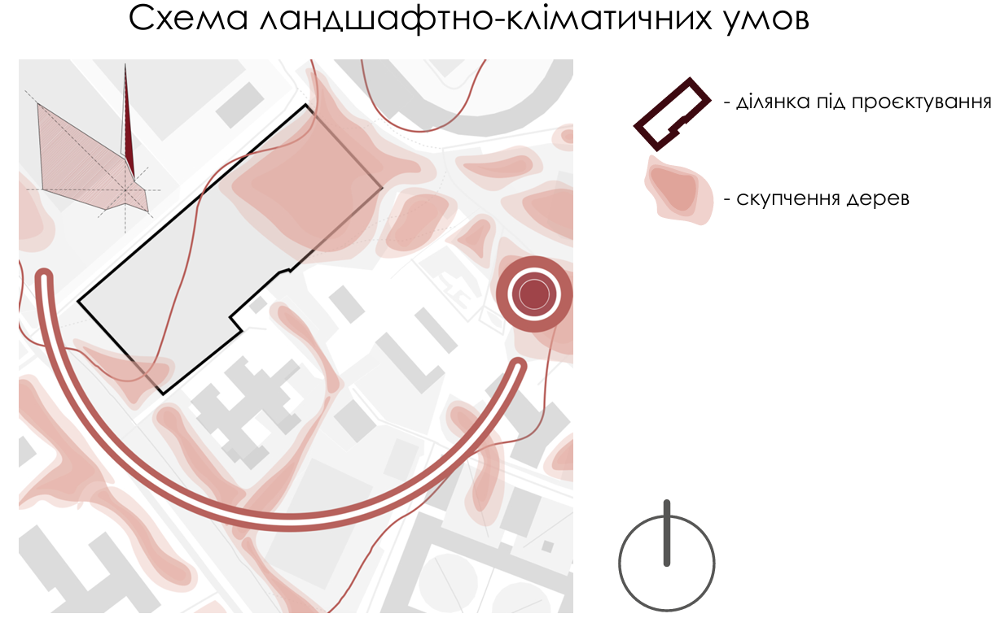 Схема ландшафтно-кліматичних умов
- ділянка під проєктування
- скупчення дерев